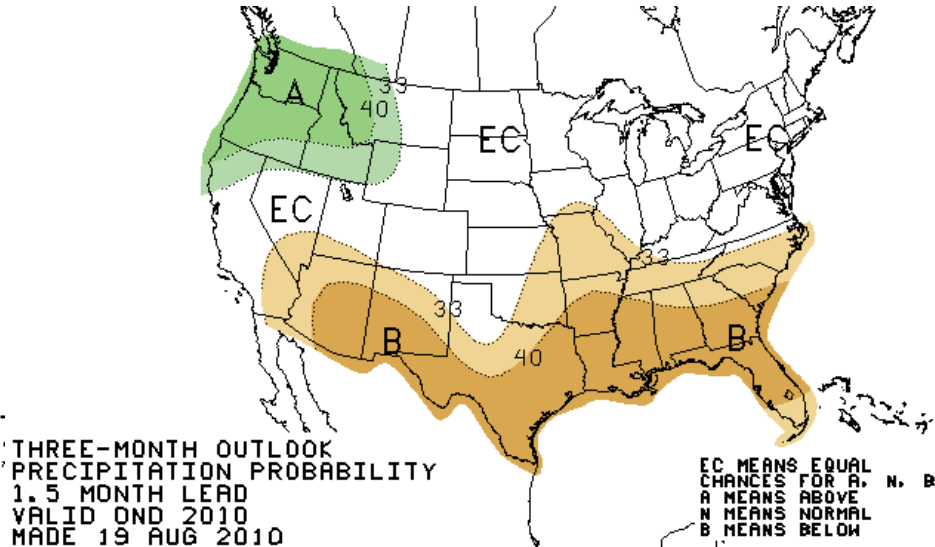 A
33
40
EC
EC
EC
33
33
B
40
B
THREE-MONTH OUTLOOK
PRECIPITATION PROBABILITY
1.5 MONTH LEAD
VALID OND 2010
MADE 19 AUG 2010
EC MEANS EQUAL
CHANCES FOR A, N, B
A MEANS ABOVE
N MEANS NORMAL
B MEANS BELOW